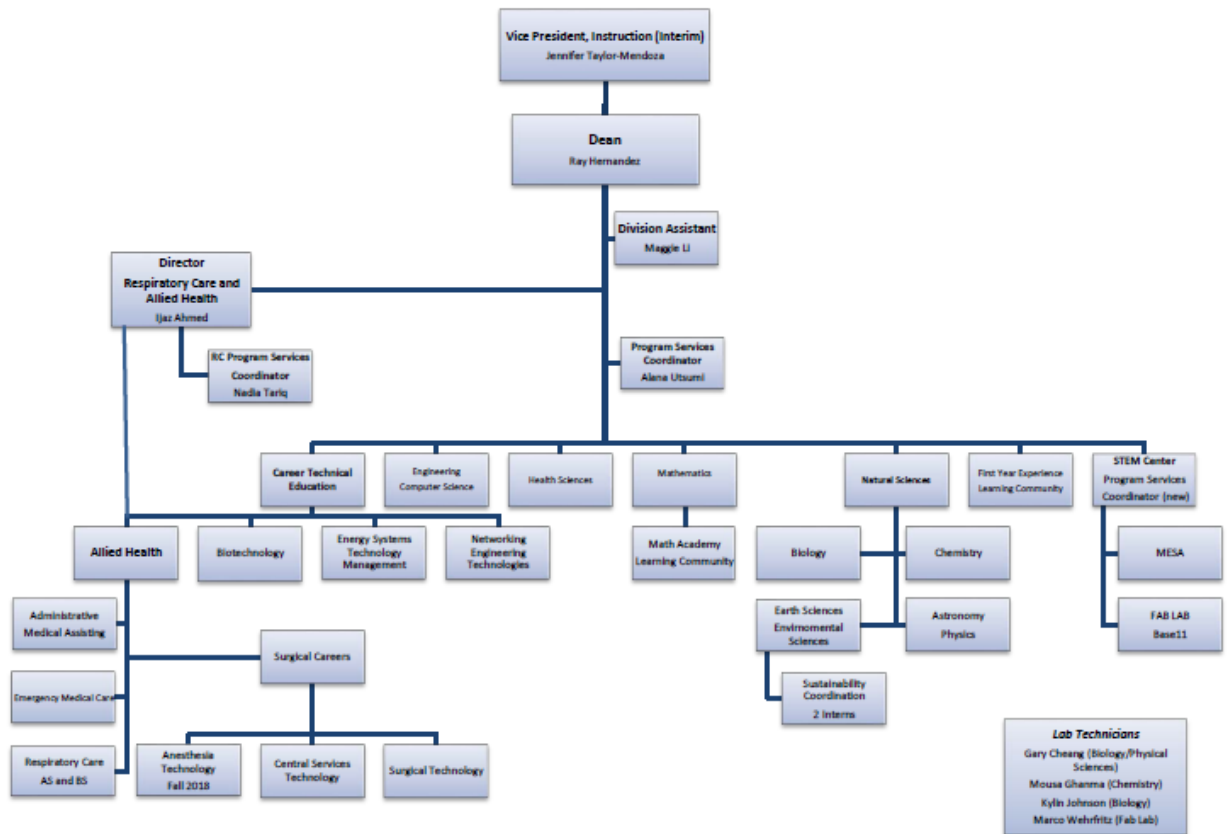 Vice President, Instruction (Interim)
Jennifer Taylor-Mendoza
Dean
Ray Hernandez
Division Assistant
Maggie Li
Director
Respiratory Care and
Allied Health
Ijaz Ahmed
RC Program Services
Coordinator
Nadia Tariq
Program Services
Coordinator
Alana Utsumi
Career Technical
Education
Engineering
Computer Science
Health Sciences
Mathematics
Natural Sciences
First Year Experience
Learning Community
STEM Center
Program Services
Coordinator (new)
Allied Health
Biotechnology
Energy Systems
Technology
Management
Networking
Engineering
Technologies
Math Academy
Learning Community
Biology
Chemistry
MESA
Administrative
Medical Assisting
Surgical Careers
Earth Sciences
Envirnomental
Sciences
Astronomy
Physics
FAB LAB
Base11
Emergency Medical Care
Sustainability
Coordination
2 Interns
Respiratory Care
AS and BS
Anesthesia
Technology
Fall 2018
Central Services
Technology
Surgical Technology
Lab Technicians
Gary Cheang (Biology/Physical
Sciences)
Mousa Ghanma (Chemistry)
Kylin Johnson (Biology)
Marco Wehrfritz (Fab Lab)